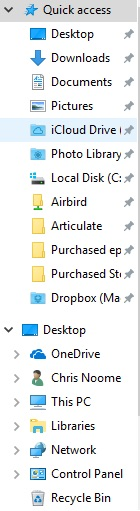 Quick access
Desktop
Downloads
Documents
Pictures
iCloud Drive (
Photo Library
Local Disk (C:
Airbird
Articulate
Purchased ep
Purchased Sto
Dropbox (Ma
Desktop
OneDrive
Chris Noome
This PC
Libraries
Network
Control Panel
Recycle Bin